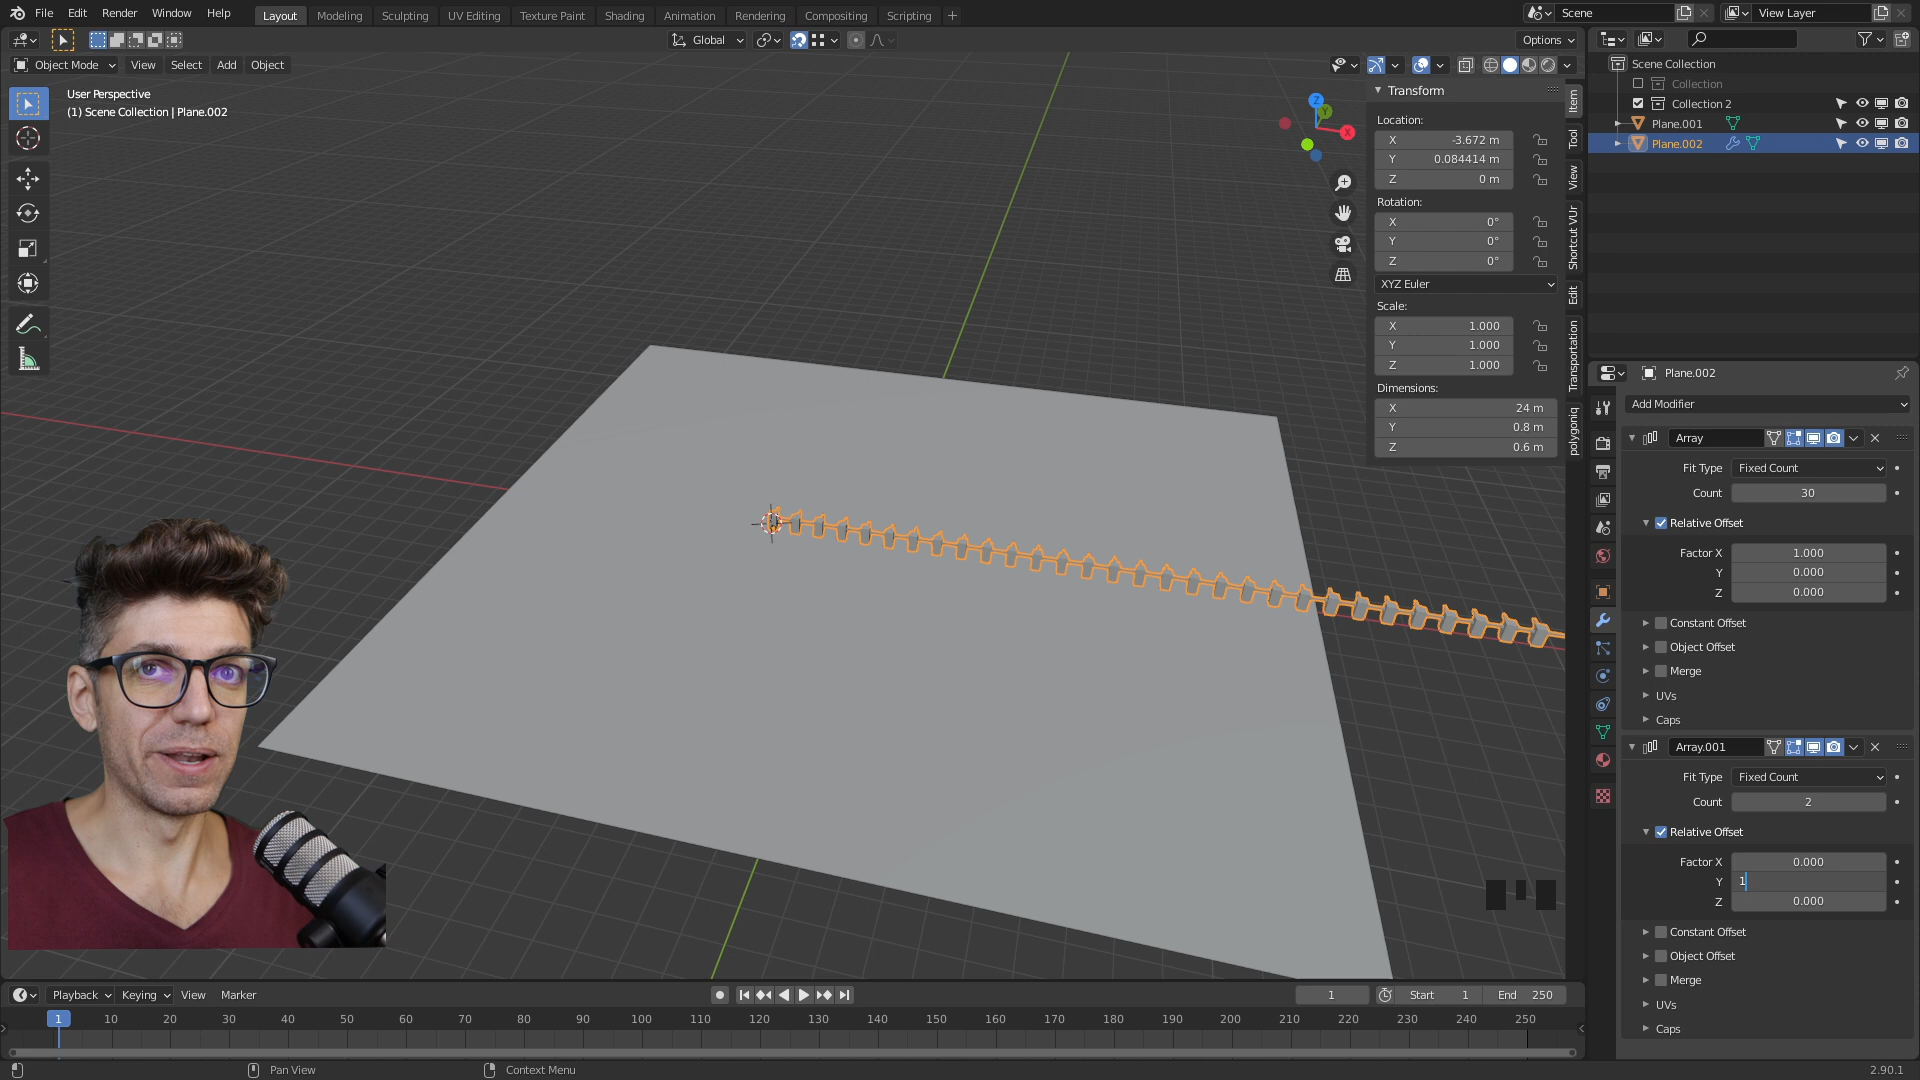 File Edit Render Window Help Layout Modeling Sculpting UV Editing Texture Paint Shading Animation Rendering Compositing Scripting + Scene View Layer
Global Options
Object Mode View Select Add Object
User Perspective
(1) Scene Collection | Plane.002
Z
Y
X
Transform
Location:
X -3.672 m
Y 0.084414 m
Z 0 m
Rotation:
X 0°
Y 0°
Z 0°
XYZ Euler
Scale:
X 1.000
Y 1.000
Z 1.000
Dimensions:
X 24 m
Y 0.8 m
Z 0.6 m
Item
Tool
View
Shortcut VUr
Edit
Transportation
polygoniq
Scene Collection
Collection
Collection 2
Plane.001
Plane.002
Plane.002
Add Modifier
Array
Fit Type Fixed Count
Count 30
Relative Offset
Factor X 1.000
Y 0.000
Z 0.000
Constant Offset
Object Offset
Merge
UVs
Caps
Array.001
Fit Type Fixed Count
Count 2
Relative Offset
Factor X 0.000
Y 1
Z 0.000
Constant Offset
Object Offset
Merge
UVs
Caps
Playback Keying View Marker 1 Start 1 End 250
1 10 20 30 40 50 60 70 80 90 100 110 120 130 140 150 160 170 180 190 200 210 220 230 240 250
Pan View Context Menu 2.90.1